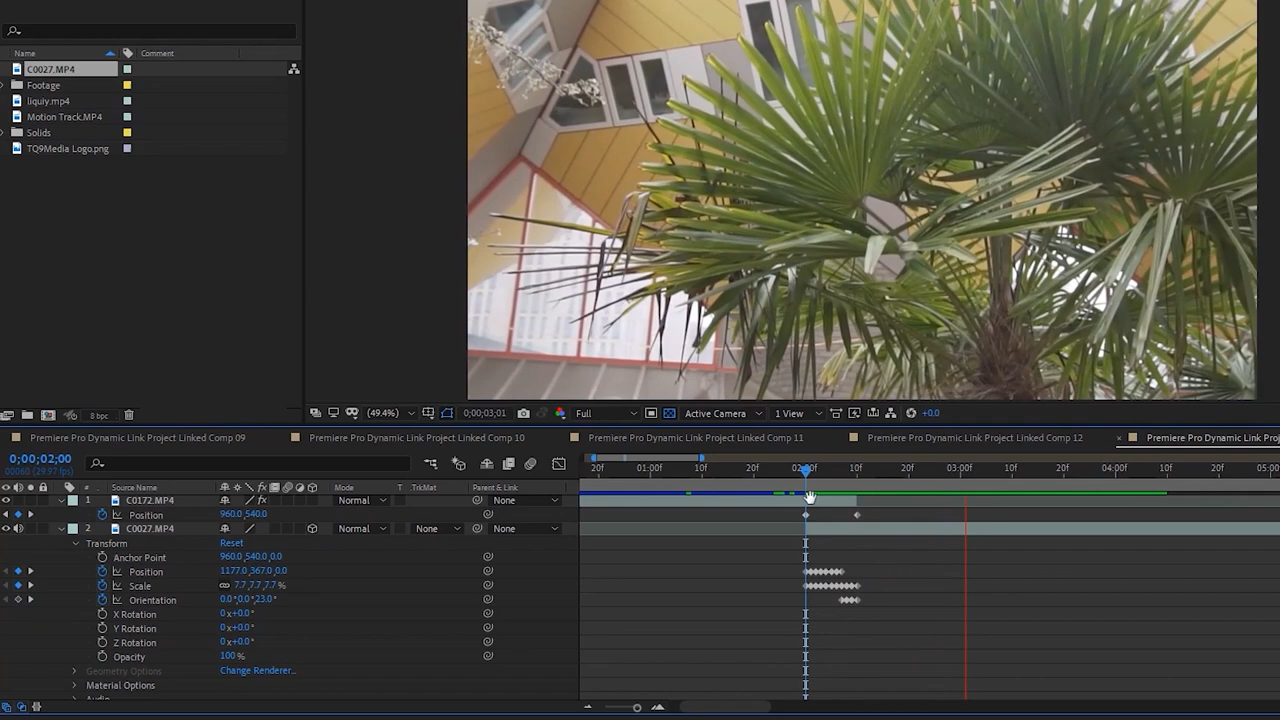 Name Comment
C0027.MP4
Footage
liquiy.mp4
Motion Track.MP4
Solids
TQ9Media Logo.png
8 bpc
(49.4%) 0;00;03;01 Full Active Camera 1 View +0.0
Premiere Pro Dynamic Link Project Linked Comp 09 Premiere Pro Dynamic Link Project Linked Comp 10 Premiere Pro Dynamic Link Project Linked Comp 11 Premiere Pro Dynamic Link Project Linked Comp 12 Premiere Pro Dynamic Link Proj
0;00;02;00
00060 (29.97 fps)
20f 01:00f 10f 20f 02:00f 10f 20f 03:00f 10f 20f 04:00f 10f 20f 05:00
# Source Name Mode T TrkMat Parent & Link
1 C0172.MP4 Normal None
Position 960.0,540.0
2 C0027.MP4 Normal None None
Transform Reset
Anchor Point 960.0,540.0,0.0
Position 1177.0,367.0,0.0
Scale 7.7,7.7,7.7%
Orientation 0.0°,0.0°,23.0°
X Rotation 0x+0.0°
Y Rotation 0x+0.0°
Z Rotation 0x+0.0°
Opacity 100%
Geometry Options Change Renderer...
Material Options